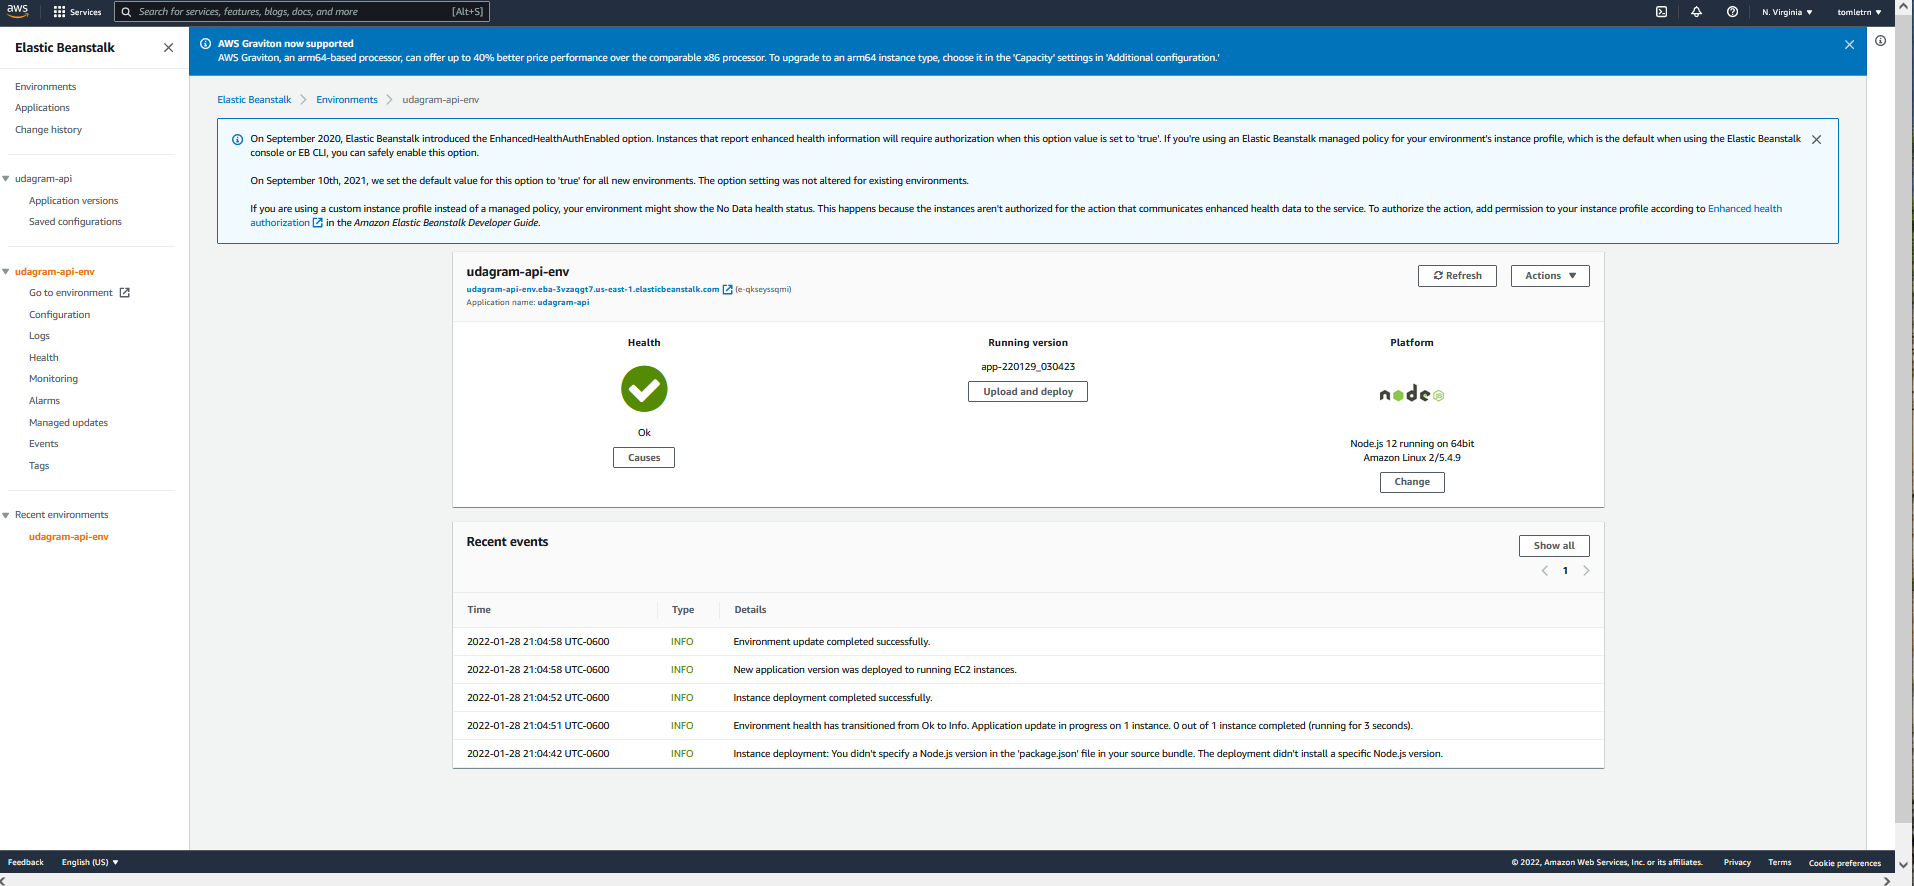 aws
Services
Search for services, features, blogs, docs, and more [Alt+S]
N. Virginia
tomletrn
Elastic Beanstalk
Environments
Applications
Change history
udagram-api
Application versions
Saved configurations
udagram-api-env
Go to environment
Configuration
Logs
Health
Monitoring
Alarms
Managed updates
Events
Tags
Recent environments
udagram-api-env
AWS Graviton now supported
AWS Graviton, an arm64-based processor, can offer up to 40% better price performance over the comparable x86 processor. To upgrade to an arm64 instance type, choose it in the 'Capacity' settings in 'Additional configuration.'
Elastic Beanstalk > Environments > udagram-api-env
On September 2020, Elastic Beanstalk introduced the EnhancedHealthAuthEnabled option. Instances that report enhanced health information will require authorization when this option value is set to 'true'. If you're using an Elastic Beanstalk managed policy for your environment's instance profile, which is the default when using the Elastic Beanstalk
console or EB CLI, you can safely enable this option.
On September 10th, 2021, we set the default value for this option to 'true' for all new environments. The option setting was not altered for existing environments.
If you are using a custom instance profile instead of a managed policy, your environment might show the No Data health status. This happens because the instances aren't authorized for the action that communicates enhanced health data to the service. To authorize the action, add permission to your instance profile according to Enhanced health
authorization in the Amazon Elastic Beanstalk Developer Guide.
udagram-api-env
udagram-api-env.eba-3vzaqgt7.us-east-1.elasticbeanstalk.com (e-qkseyssqmi)
Application name: udagram-api
Refresh
Actions
Health
Ok
Causes
Running version
app-220129_030423
Upload and deploy
Platform
node JS
Node.js 12 running on 64bit
Amazon Linux 2/5.4.9
Change
Recent events
Show all
1
Time Type Details
2022-01-28 21:04:58 UTC-0600 INFO Environment update completed successfully.
2022-01-28 21:04:58 UTC-0600 INFO New application version was deployed to running EC2 instances.
2022-01-28 21:04:52 UTC-0600 INFO Instance deployment completed successfully.
2022-01-28 21:04:51 UTC-0600 INFO Environment health has transitioned from Ok to Info. Application update in progress on 1 instance. 0 out of 1 instance completed (running for 3 seconds).
2022-01-28 21:04:42 UTC-0600 INFO Instance deployment: You didn't specify a Node.js version in the 'package.json' file in your source bundle. The deployment didn't install a specific Node.js version.
Feedback
English (US)
© 2022, Amazon Web Services, Inc. or its affiliates.
Privacy
Terms
Cookie preferences